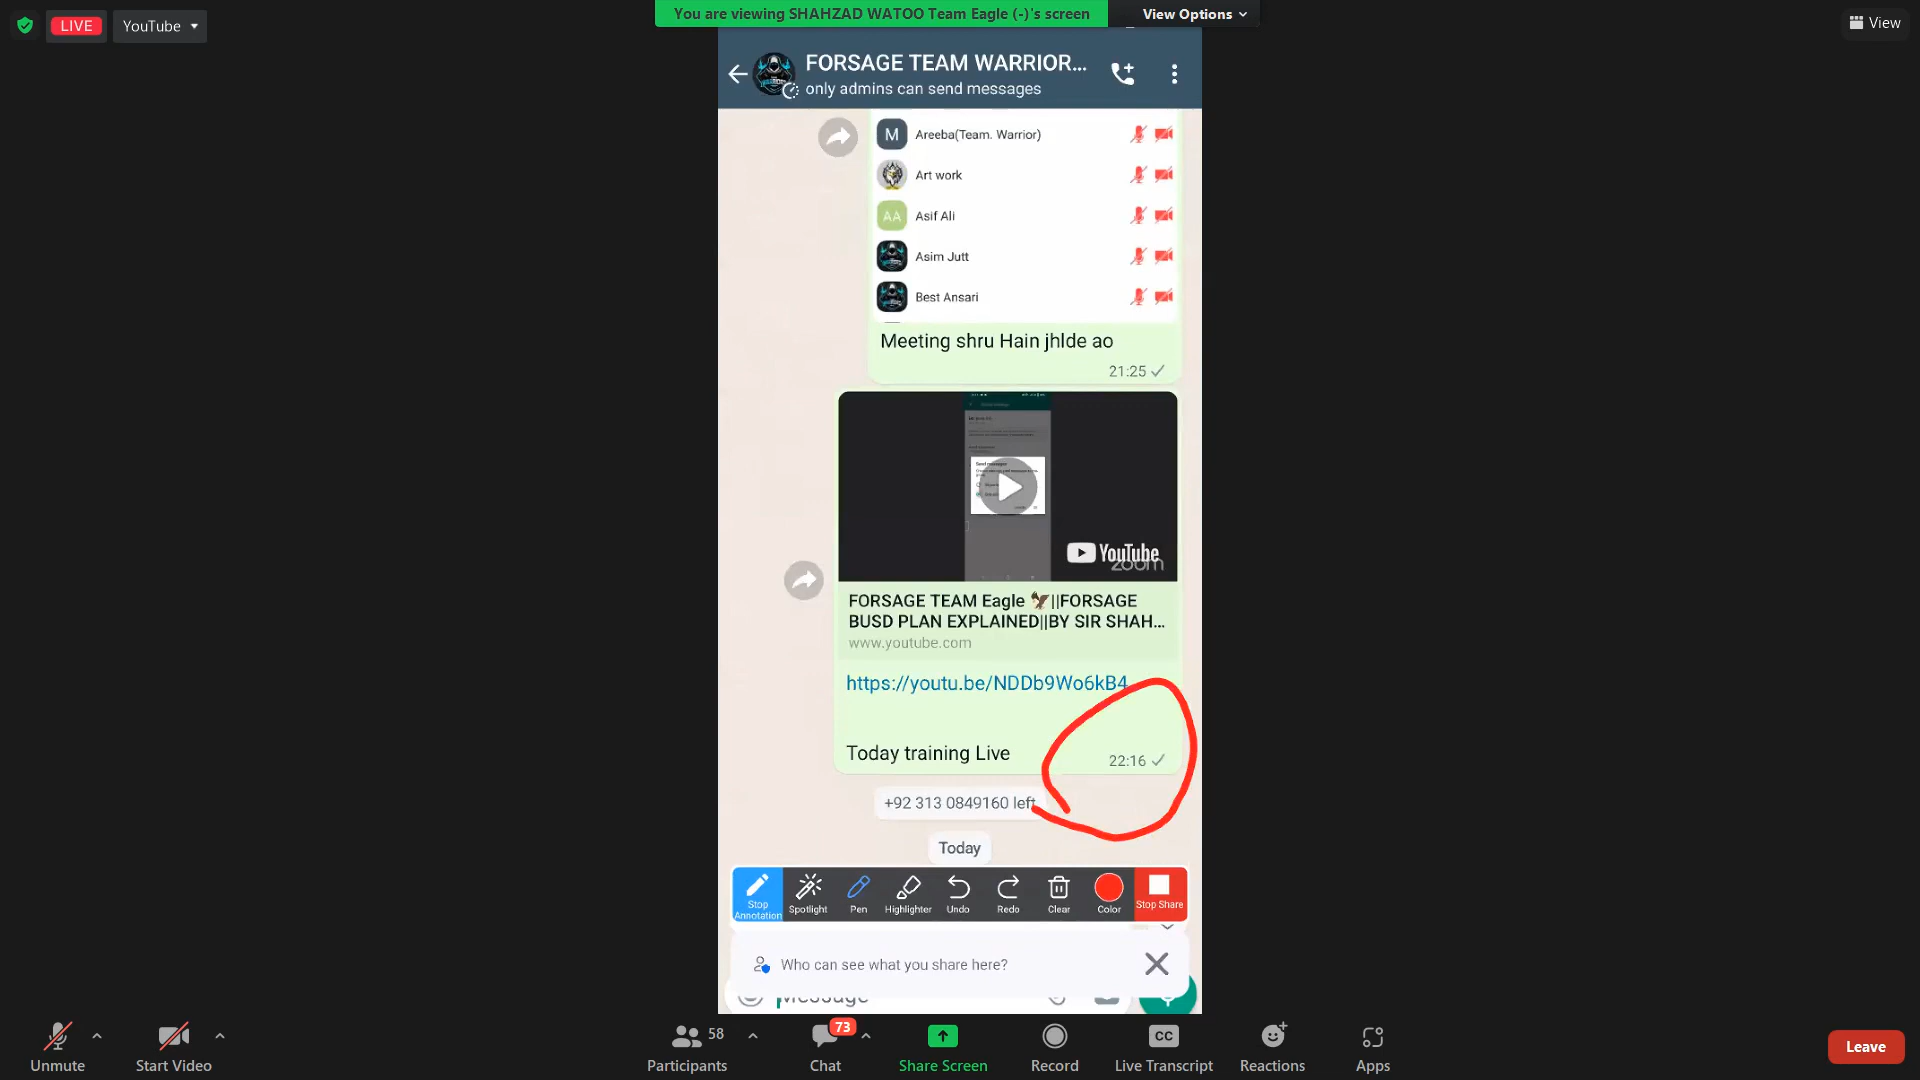 LIVE
YouTube
You are viewing SHAHZAD WATOO Team Eagle (-)'s screen
View Options
View
FORSAGE TEAM WARRIOR...
only admins can send messages
M
Areeba(Team. Warrior)
Art work
AA
Asif Ali
Asim Jutt
Best Ansari
Meeting shru Hain jhlde ao
21:25
YouTube
zoom
FORSAGE TEAM Eagle 🦅||FORSAGE
BUSD PLAN EXPLAINED||BY SIR SHAH...
www.youtube.com
https://youtu.be/NDDb9Wo6kB4
Today training Live
22:16
+92 313 0849160 left
Today
Stop Annotation
Spotlight
Pen
Highlighter
Undo
Redo
Clear
Color
Stop Share
Who can see what you share here?
Message
Unmute
Start Video
58
Participants
73
Chat
Share Screen
Record
CC
Live Transcript
Reactions
Apps
Leave